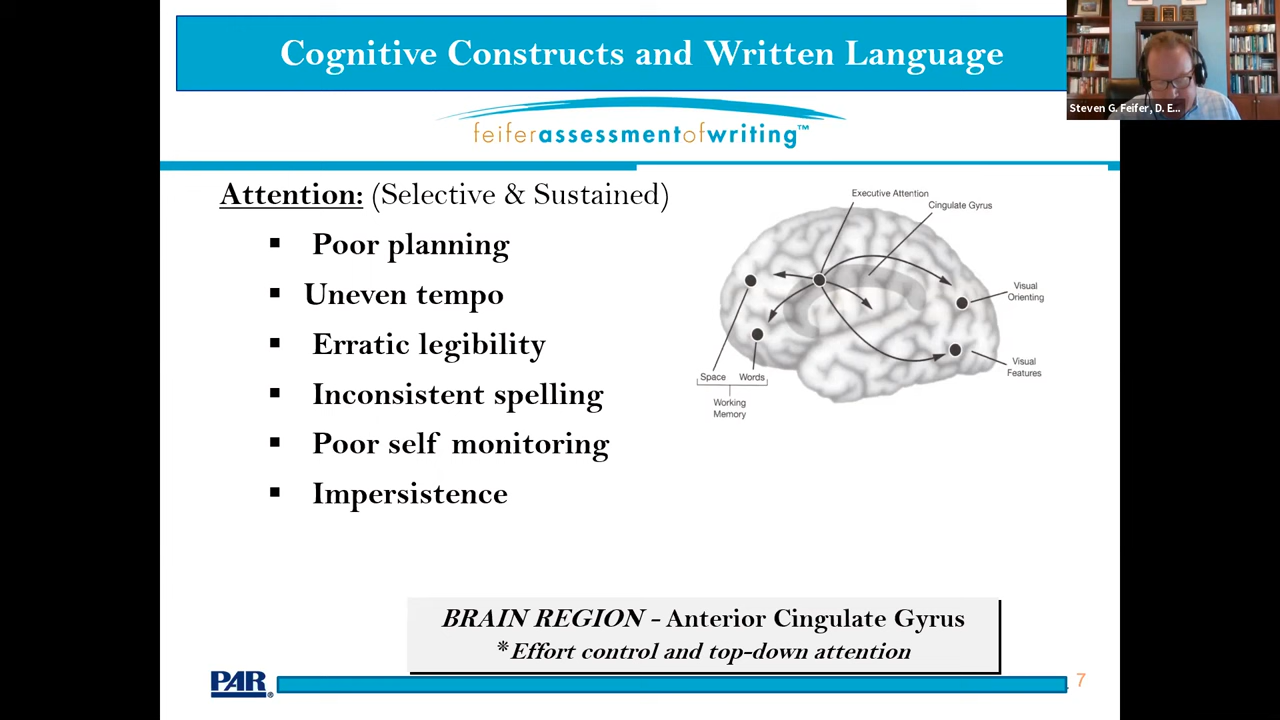 Cognitive Constructs and Written Language
Steven G. Feifer, D. E...
feiferassessmentofwriting™
Attention: (Selective & Sustained)
▪ Poor planning
▪ Uneven tempo
▪ Erratic legibility
▪ Inconsistent spelling
▪ Poor self monitoring
▪ Impersistence
Executive Attention
Cingulate Gyrus
Visual
Orienting
Visual
Features
Space Words
Working
Memory
BRAIN REGION - Anterior Cingulate Gyrus
*Effort control and top-down attention
PAR®
7